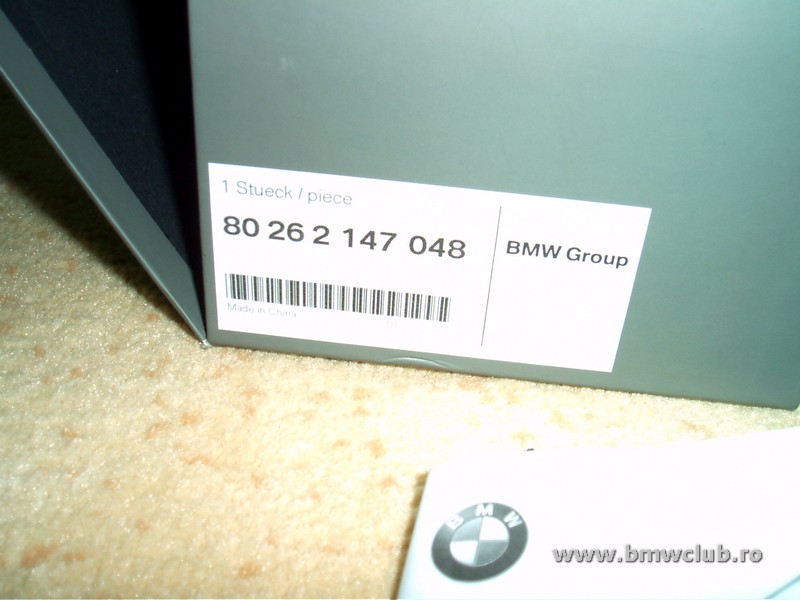 1 Stueck / piece
80 26 2 147 048
BMW Group
Made in China
BMW
www.bmwclub.ro